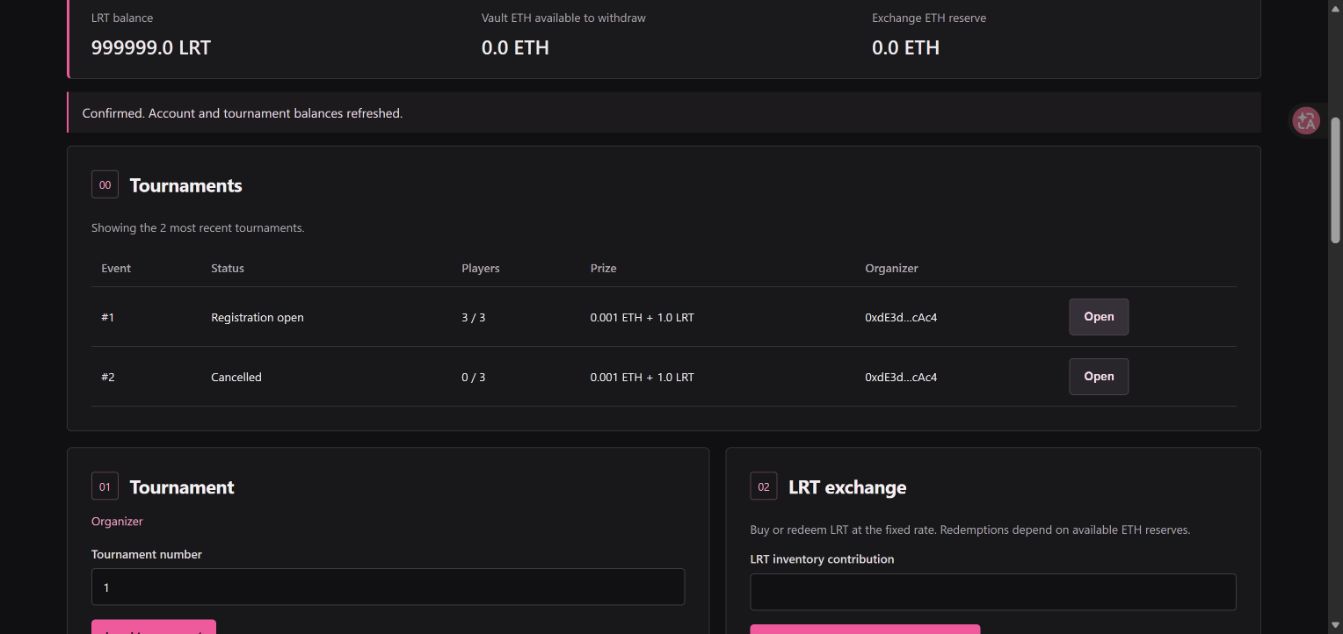 LRT balance
Vault ETH available to withdraw
Exchange ETH reserve
999999.0 LRT
0.0 ETH
0.0 ETH
Confirmed. Account and tournament balances refreshed.
00 Tournaments
Showing the 2 most recent tournaments.
Event Status Players Prize Organizer
#1 Registration open 3 / 3 0.001 ETH + 1.0 LRT 0xdE3d...cAc4 Open
#2 Cancelled 0 / 3 0.001 ETH + 1.0 LRT 0xdE3d...cAc4 Open
01 Tournament
Organizer
Tournament number
1
02 LRT exchange
Buy or redeem LRT at the fixed rate. Redemptions depend on available ETH reserves.
LRT inventory contribution